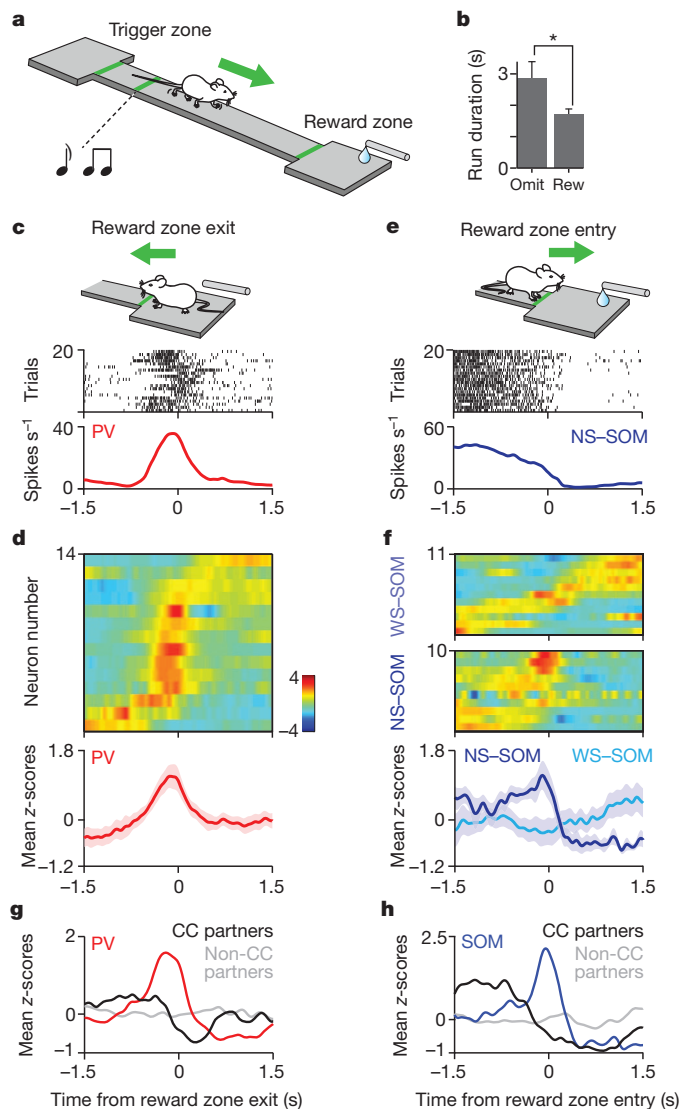 a
Trigger zone
Reward zone
b
*
Run duration (s)
3
0
Omit Rew
c
Reward zone exit
20
Trials
40
Spikes s⁻¹
PV
0
−1.5 0 1.5
e
Reward zone entry
20
Trials
60
Spikes s⁻¹
NS–SOM
0
−1.5 0 1.5
d
14
Neuron number
4
−4
1.8
PV
Mean z-scores
0
−1.2
−1.5 0 1.5
f
11
WS–SOM
10
NS–SOM
1.8
NS–SOM WS–SOM
Mean z-scores
0
−1.2
−1.5 0 1.5
g
2
PV
CC partners
Non-CC
partners
Mean z-scores
0
−1
−1.5 0 1.5
Time from reward zone exit (s)
h
2.5
SOM
CC partners
Non-CC
partners
Mean z-scores
0
−1
−1.5 0 1.5
Time from reward zone entry (s)